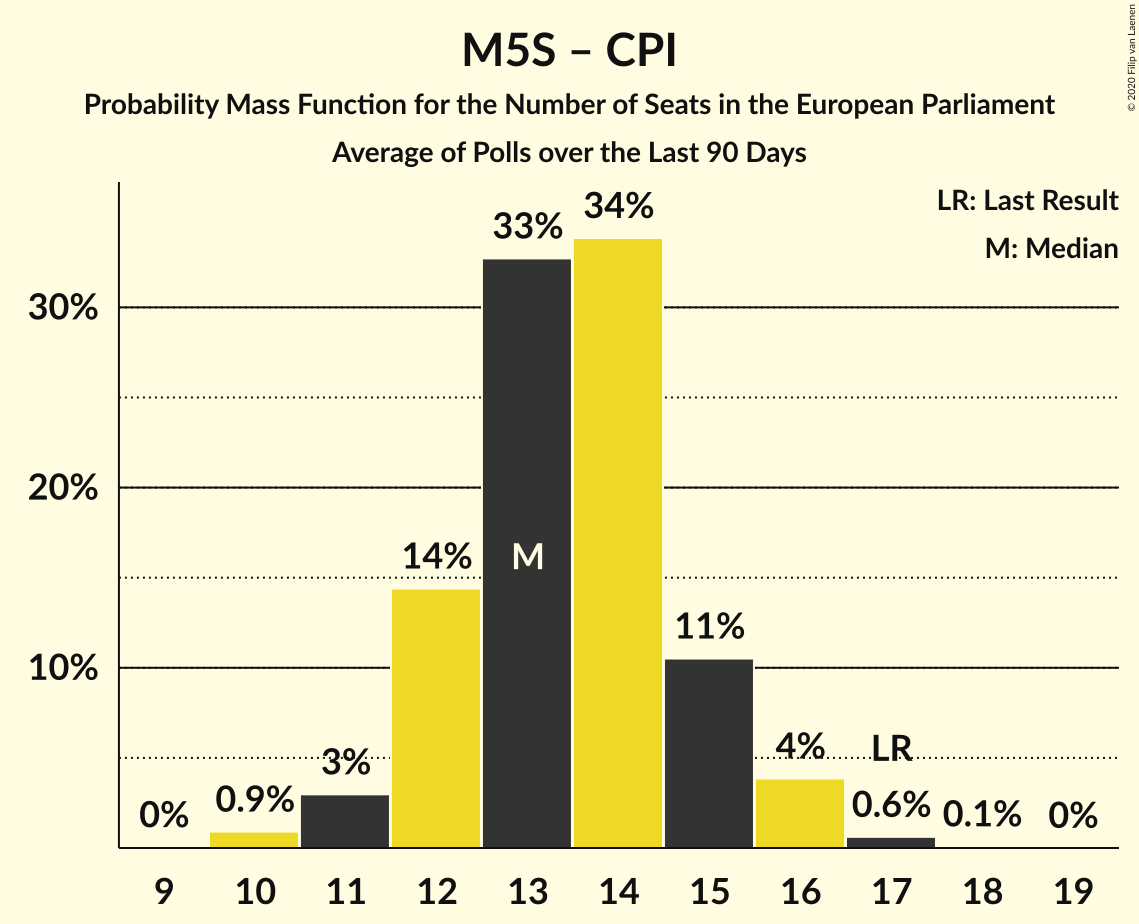 M5S – CPI
Probability Mass Function for the Number of Seats in the European Parliament
Average of Polls over the Last 90 Days
© 2020 Filip van Laenen
LR: Last Result
M: Median
30%
20%
10%
0%
0.9%
3%
14%
33%
M
34%
11%
4%
LR
0.6%
0.1%
0%
9 10 11 12 13 14 15 16 17 18 19